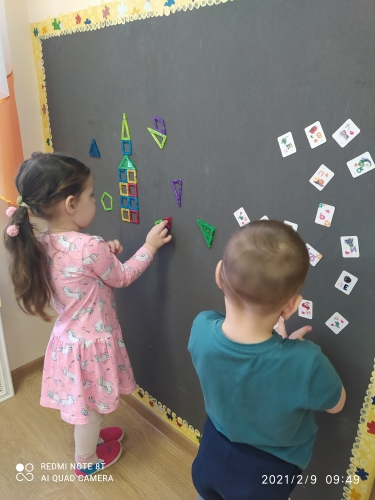 REDMI NOTE 8T
AI QUAD CAMERA
2021/2/9 09:49